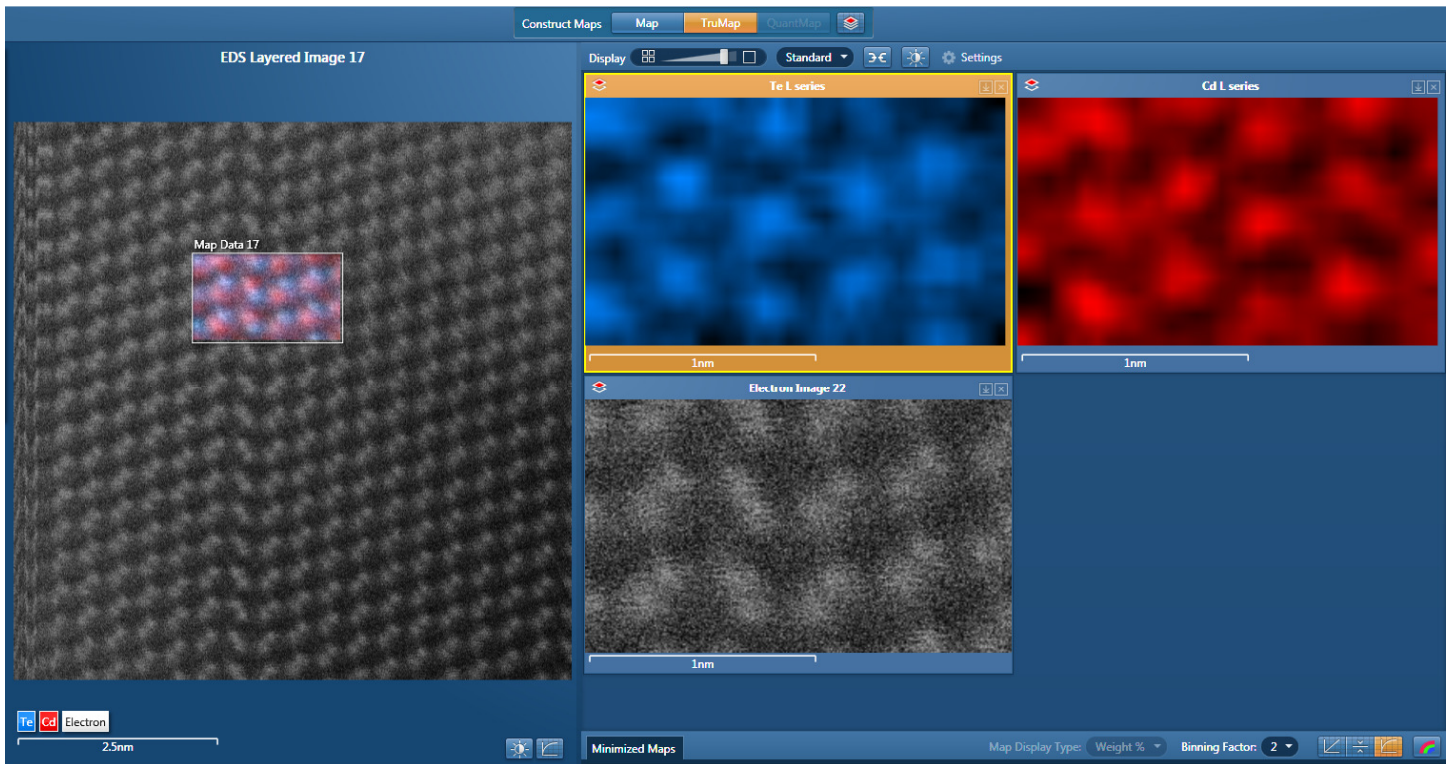 Construct Maps Map TruMap QuantMap
EDS Layered Image 17
Display Standard Settings
Te L series
Cd L series
Map Data 17
1nm
1nm
Electron Image 22
1nm
Te Cd Electron
2.5nm
Minimized Maps
Map Display Type: Weight % Binning Factor: 2